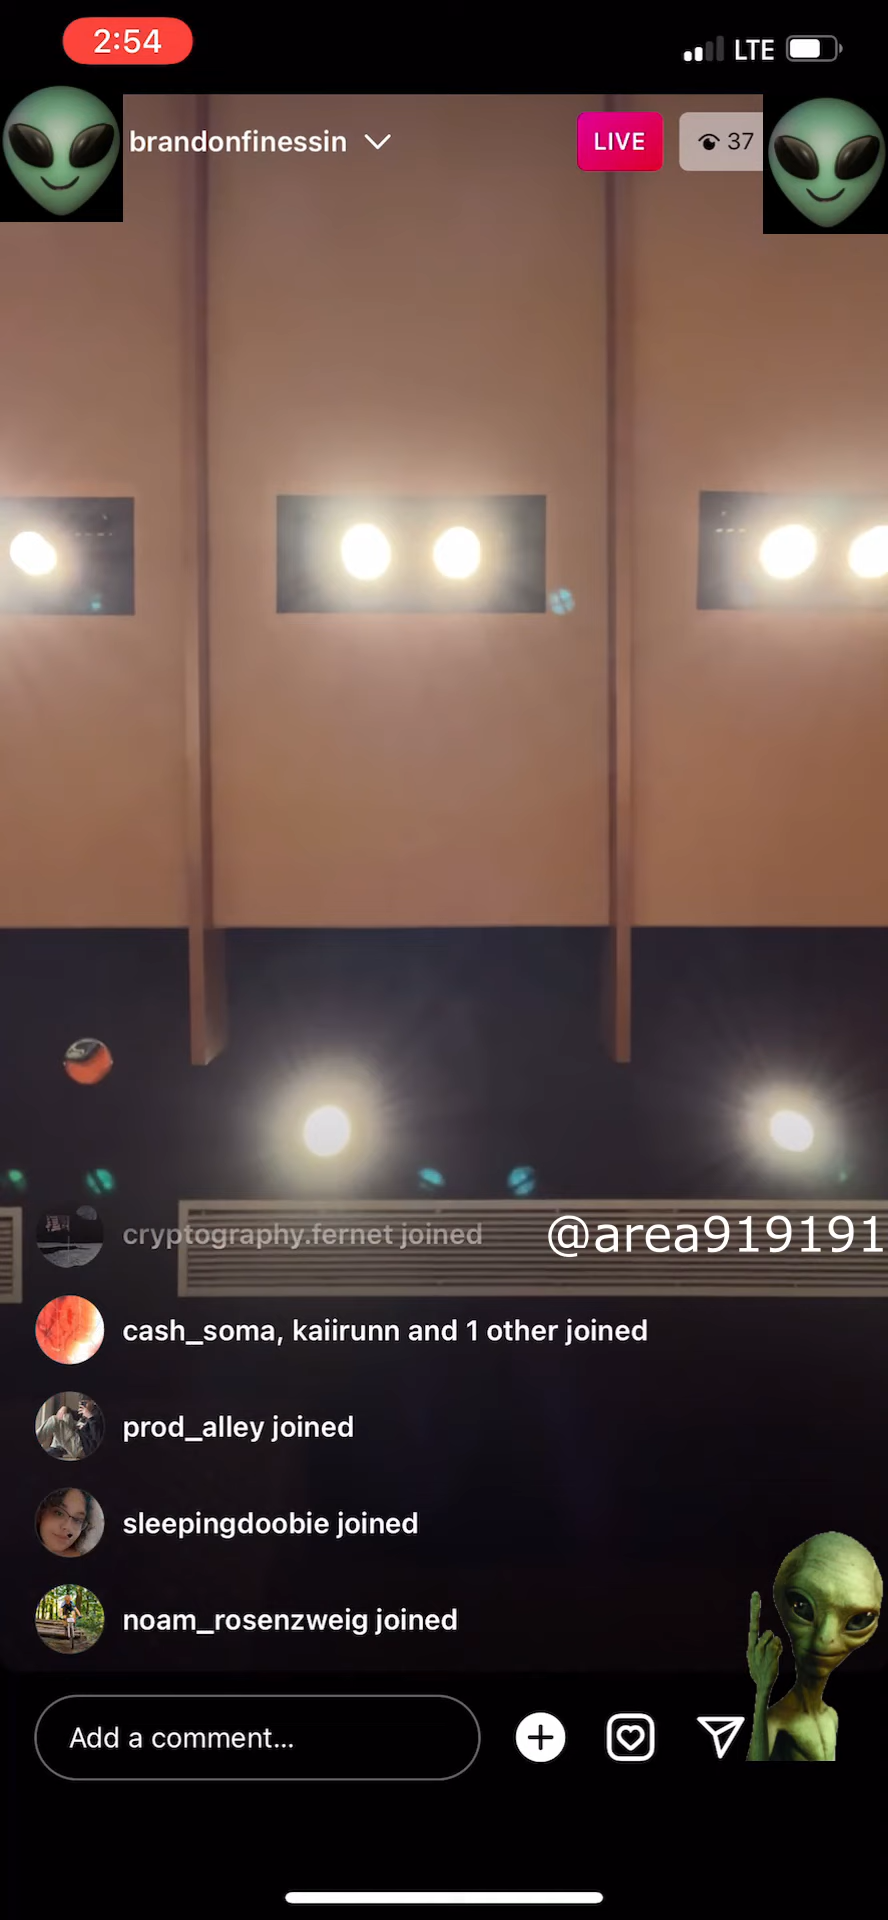 2:54
LTE
brandonfinessin
LIVE
37
cryptography.fernet joined
@area919191
cash_soma, kaiirunn and 1 other joined
prod_alley joined
sleepingdoobie joined
noam_rosenzweig joined
Add a comment...